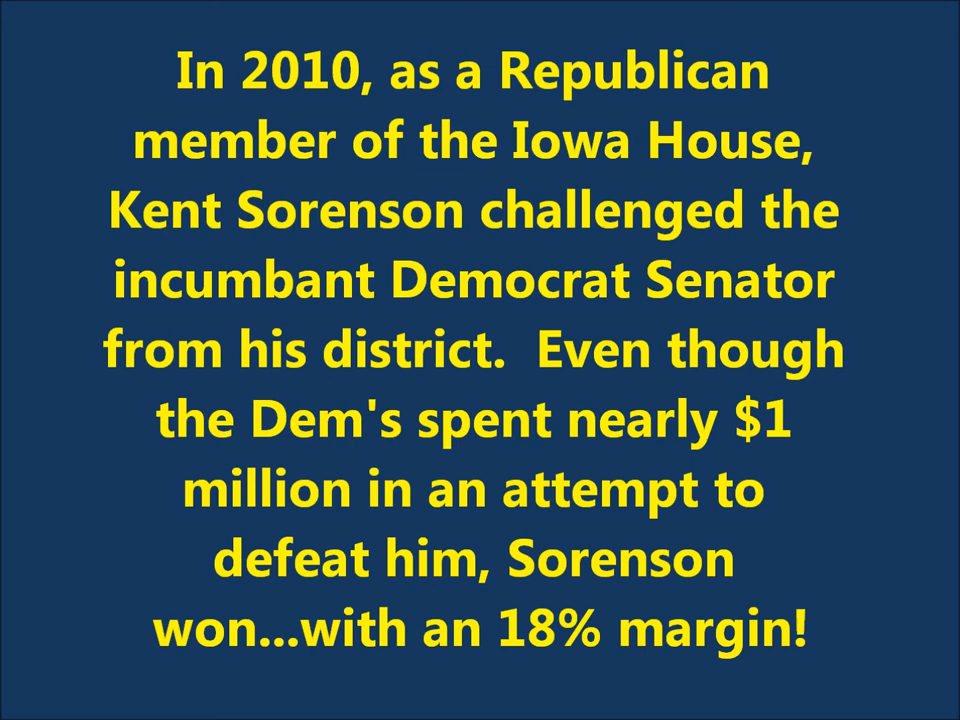 In 2010, as a Republican
member of the Iowa House,
Kent Sorenson challenged the
incumbant Democrat Senator
from his district.  Even though
the Dem's spent nearly $1
million in an attempt to
defeat him, Sorenson
won...with an 18% margin!